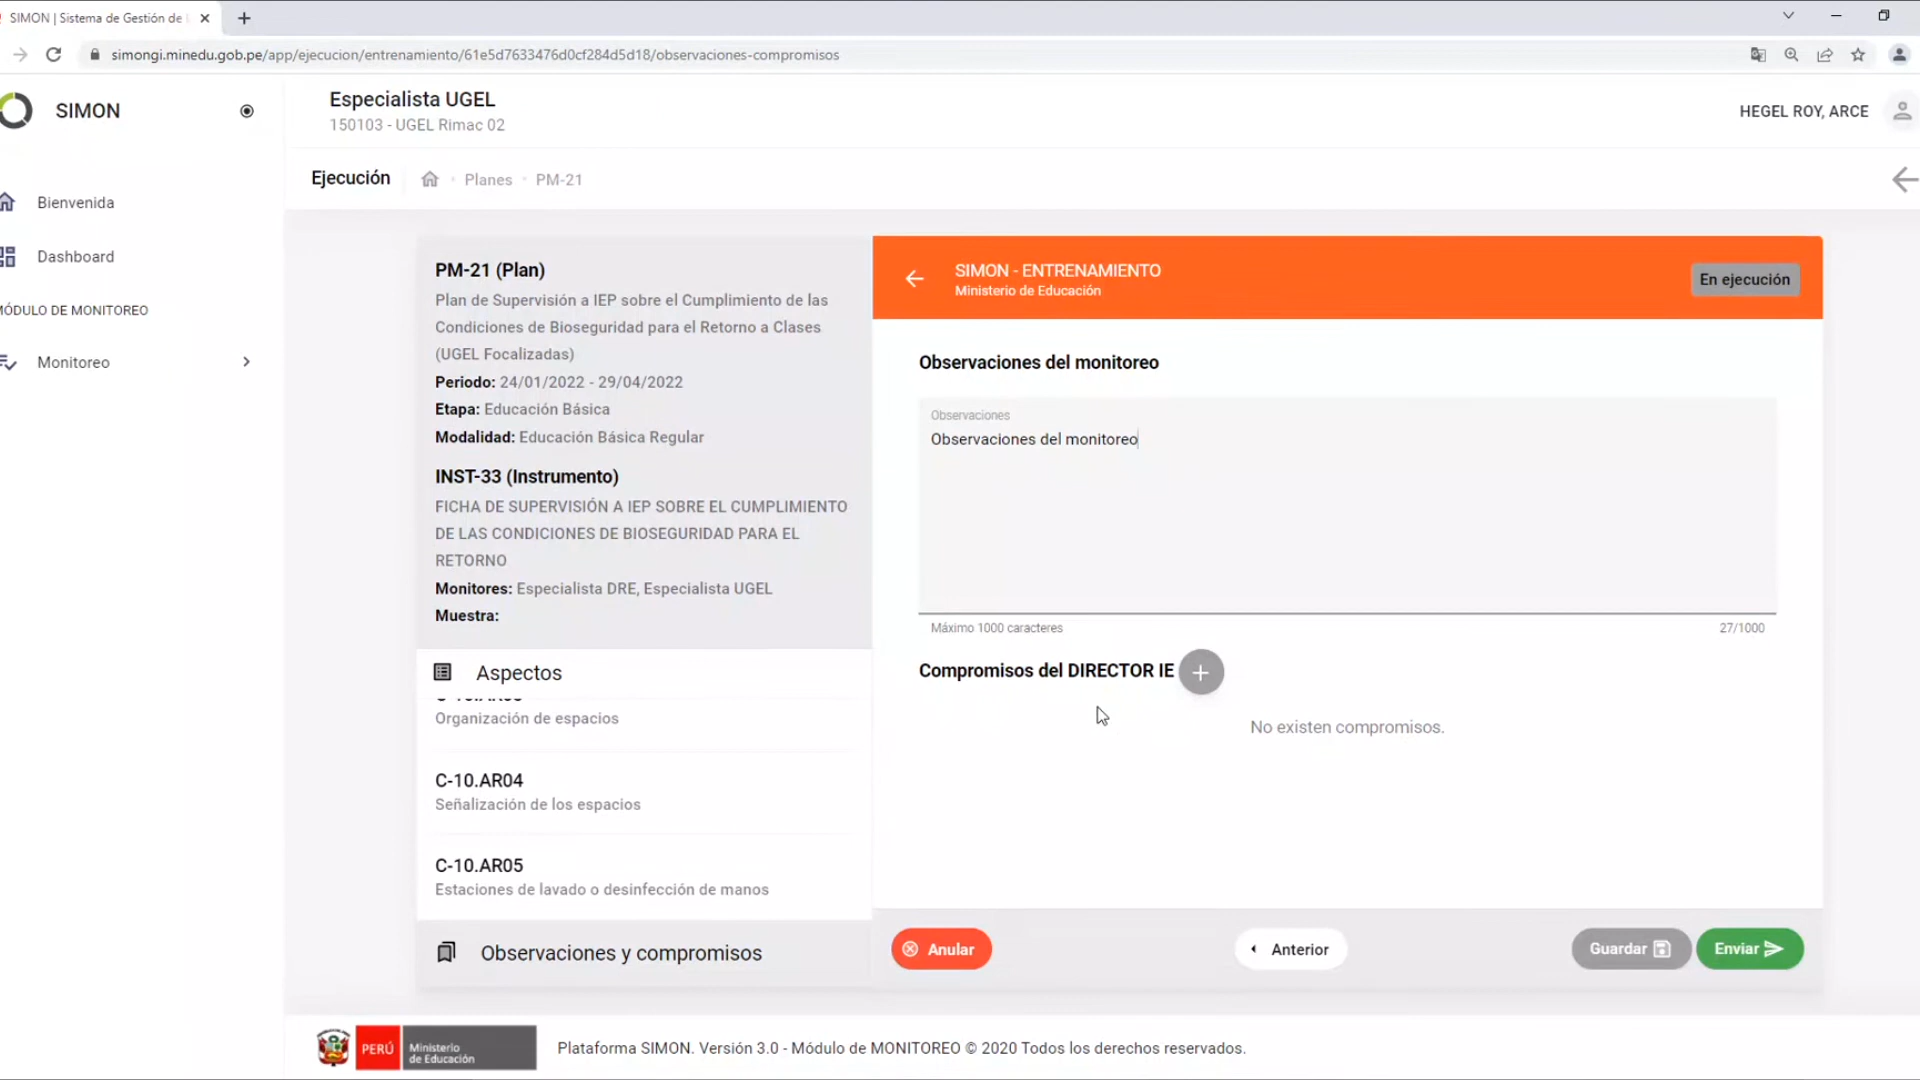 SIMON | Sistema de Gestión de
simongi.minedu.gob.pe/app/ejecucion/entrenamiento/61e5d7633476d0cf284d5d18/observaciones-compromisos
SIMON
Especialista UGEL
150103 - UGEL Rimac 02
HEGEL ROY, ARCE
Ejecución
Planes
PM-21
Bienvenida
Dashboard
MÓDULO DE MONITOREO
Monitoreo
PM-21 (Plan)
Plan de Supervisión a IEP sobre el Cumplimiento de las
Condiciones de Bioseguridad para el Retorno a Clases
(UGEL Focalizadas)
Periodo: 24/01/2022 - 29/04/2022
Etapa: Educación Básica
Modalidad: Educación Básica Regular
INST-33 (Instrumento)
FICHA DE SUPERVISIÓN A IEP SOBRE EL CUMPLIMIENTO
DE LAS CONDICIONES DE BIOSEGURIDAD PARA EL
RETORNO
Monitores: Especialista DRE, Especialista UGEL
Muestra:
Aspectos
Organización de espacios
C-10.AR04
Señalización de los espacios
C-10.AR05
Estaciones de lavado o desinfección de manos
Observaciones y compromisos
SIMON - ENTRENAMIENTO
Ministerio de Educación
En ejecución
Observaciones del monitoreo
Observaciones
Observaciones del monitoreo
Máximo 1000 caracteres
27/1000
Compromisos del DIRECTOR IE
No existen compromisos.
Anular
Anterior
Guardar
Enviar
PERÚ
Ministerio
de Educación
Plataforma SIMON. Versión 3.0 - Módulo de MONITOREO © 2020 Todos los derechos reservados.